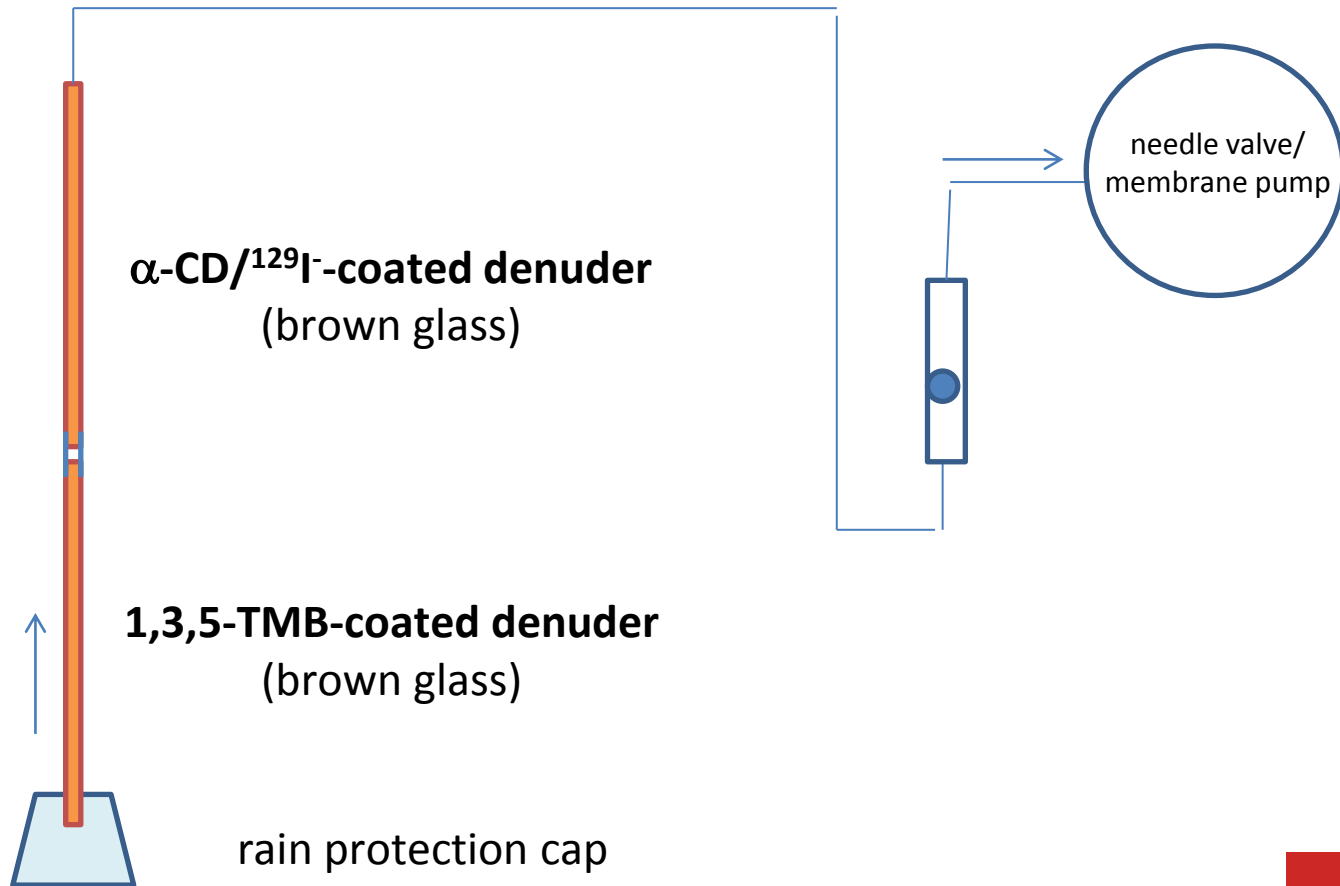 needle valve/
membrane pump
α-CD/¹²⁹I⁻-coated denuder
(brown glass)
1,3,5-TMB-coated denuder
(brown glass)
rain protection cap